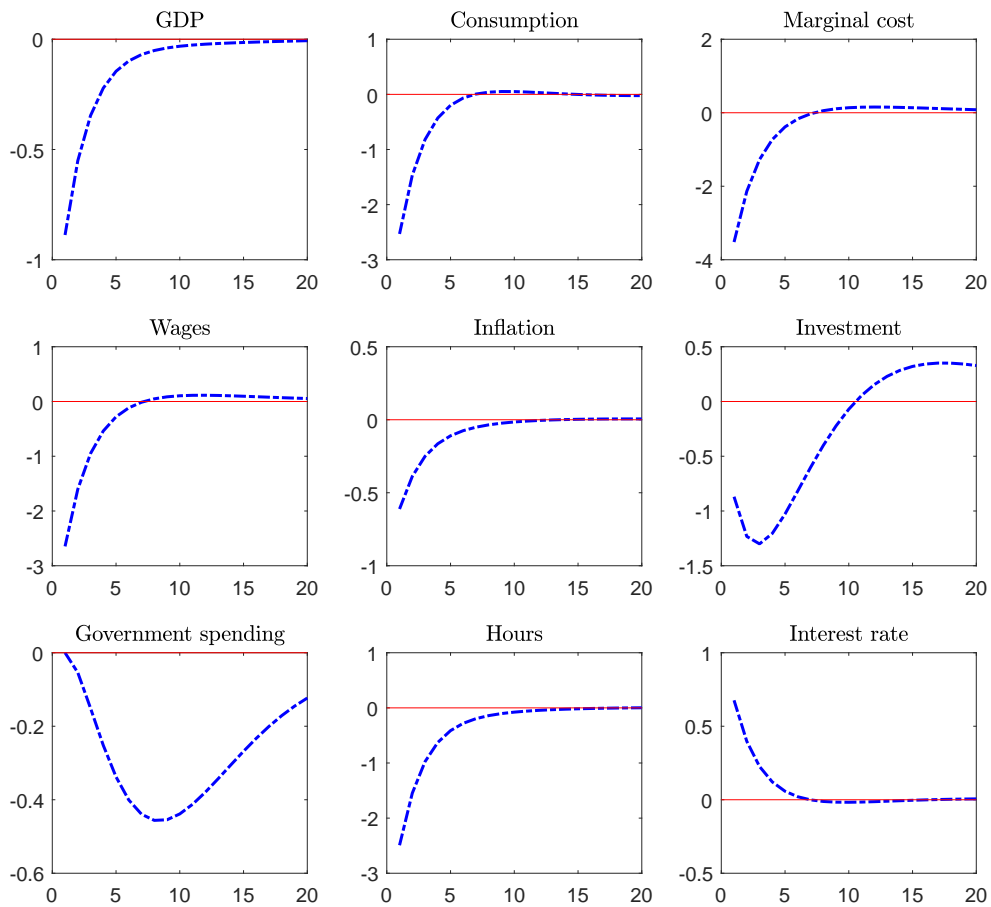 GDP
Consumption
Marginal cost
0
-0.5
-1
0 5 10 15 20
1
0
-1
-2
-3
0 5 10 15 20
2
0
-2
-4
0 5 10 15 20
Wages
Inflation
Investment
1
0
-1
-2
-3
0 5 10 15 20
0.5
0
-0.5
-1
0 5 10 15 20
0.5
0
-0.5
-1
-1.5
0 5 10 15 20
Government spending
Hours
Interest rate
0
-0.2
-0.4
-0.6
0 5 10 15 20
1
0
-1
-2
-3
0 5 10 15 20
1
0.5
0
-0.5
0 5 10 15 20